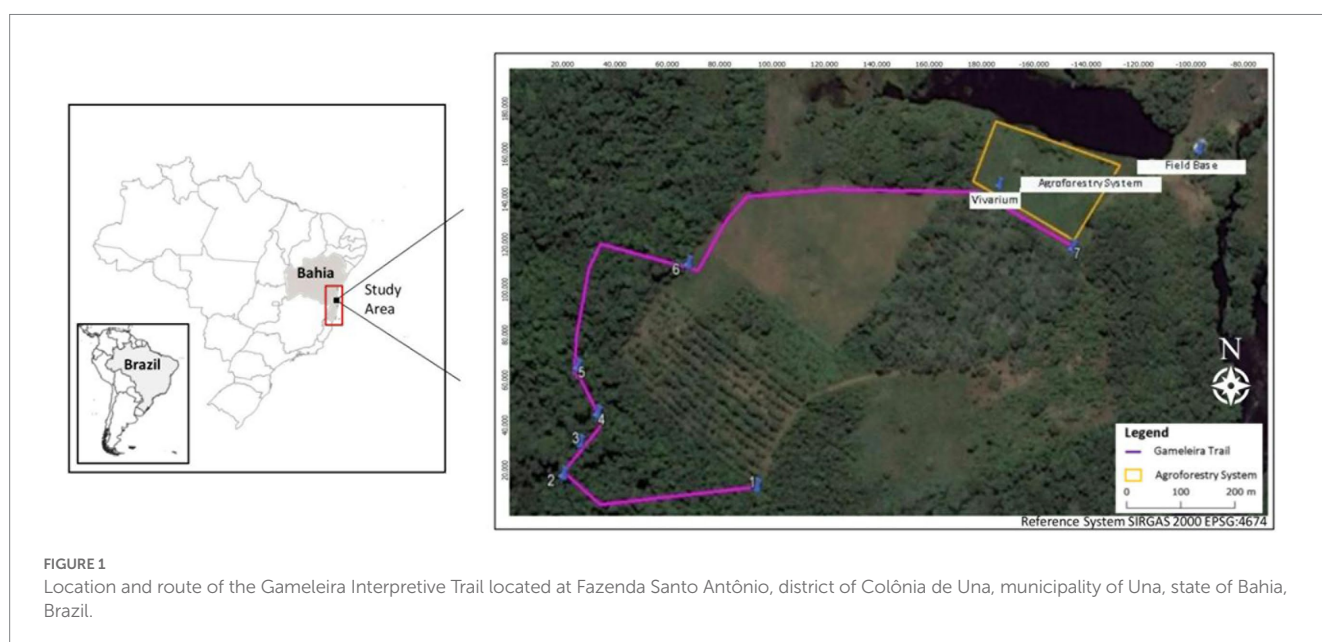 20,000 40,000 60,000 80,000 100,000 120,000 140,000 160,000 180,000 -160,000 -140,000 -120,000 -100,000 -80,000
180,000
160,000
140,000
120,000
100,000
80,000
60,000
40,000
20,000
Bahia
Study
Area
Brazil
Field Base
Agroforestry System
Vivarium
7
6
5
4
3
2
1
N
Legend
Gameleira Trail
Agroforestry System
0 100 200 m
Reference System SIRGAS 2000 EPSG:4674
FIGURE 1
Location and route of the Gameleira Interpretive Trail located at Fazenda Santo Antônio, district of Colônia de Una, municipality of Una, state of Bahia,
Brazil.